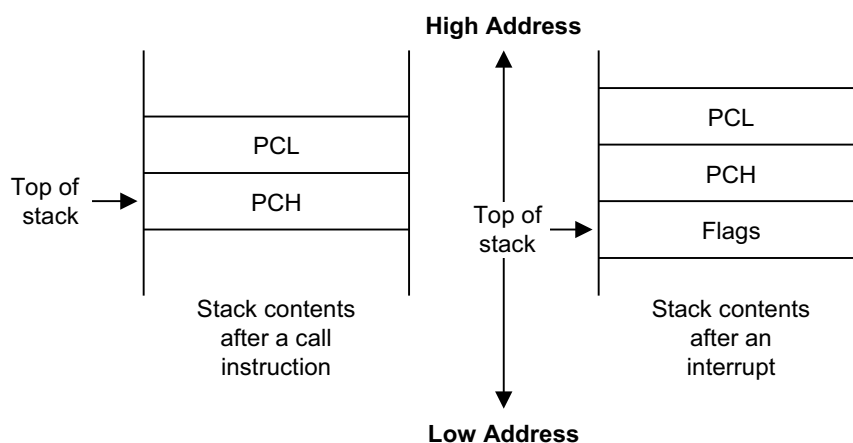 High Address
PCL
PCH
Top of
stack
Stack contents
after a call
instruction
Top of
stack
PCL
PCH
Flags
Stack contents
after an
interrupt
Low Address